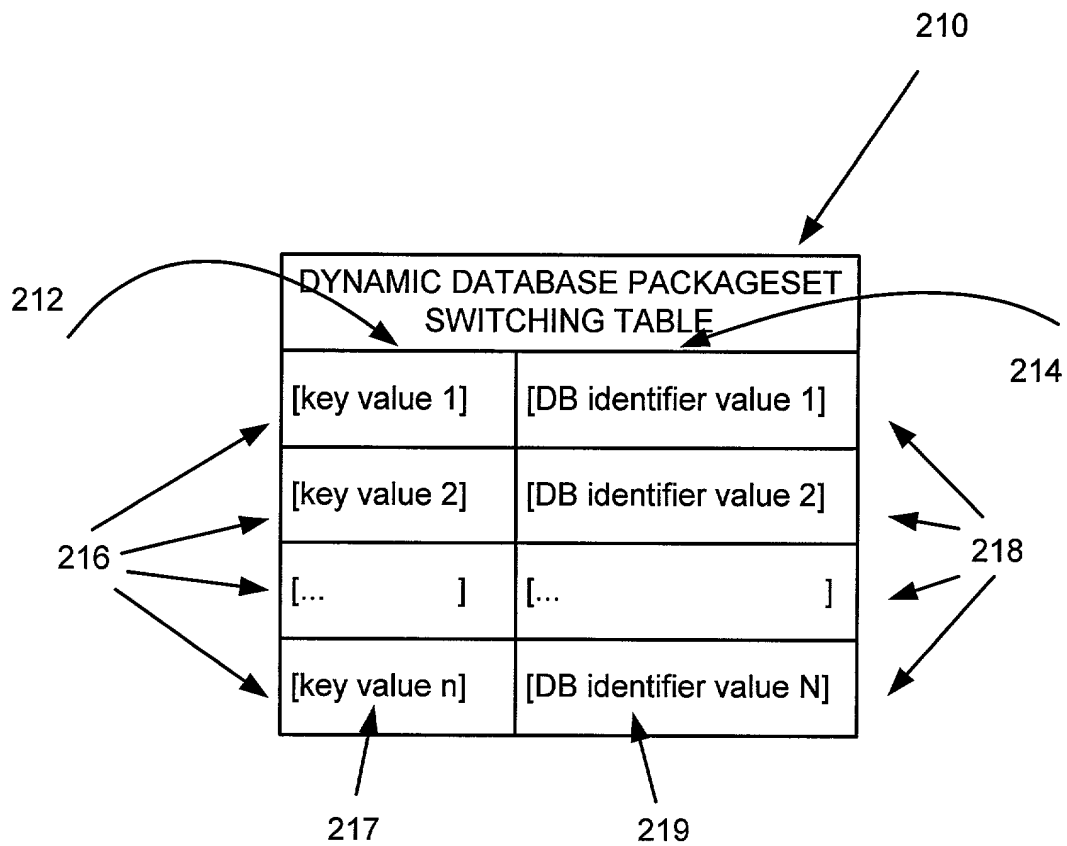 210
212
DYNAMIC DATABASE PACKAGESET
SWITCHING TABLE
214
[key value 1] [DB identifier value 1]
[key value 2] [DB identifier value 2]
216
218
[... ] [... ]
[key value n] [DB identifier value N]
217 219